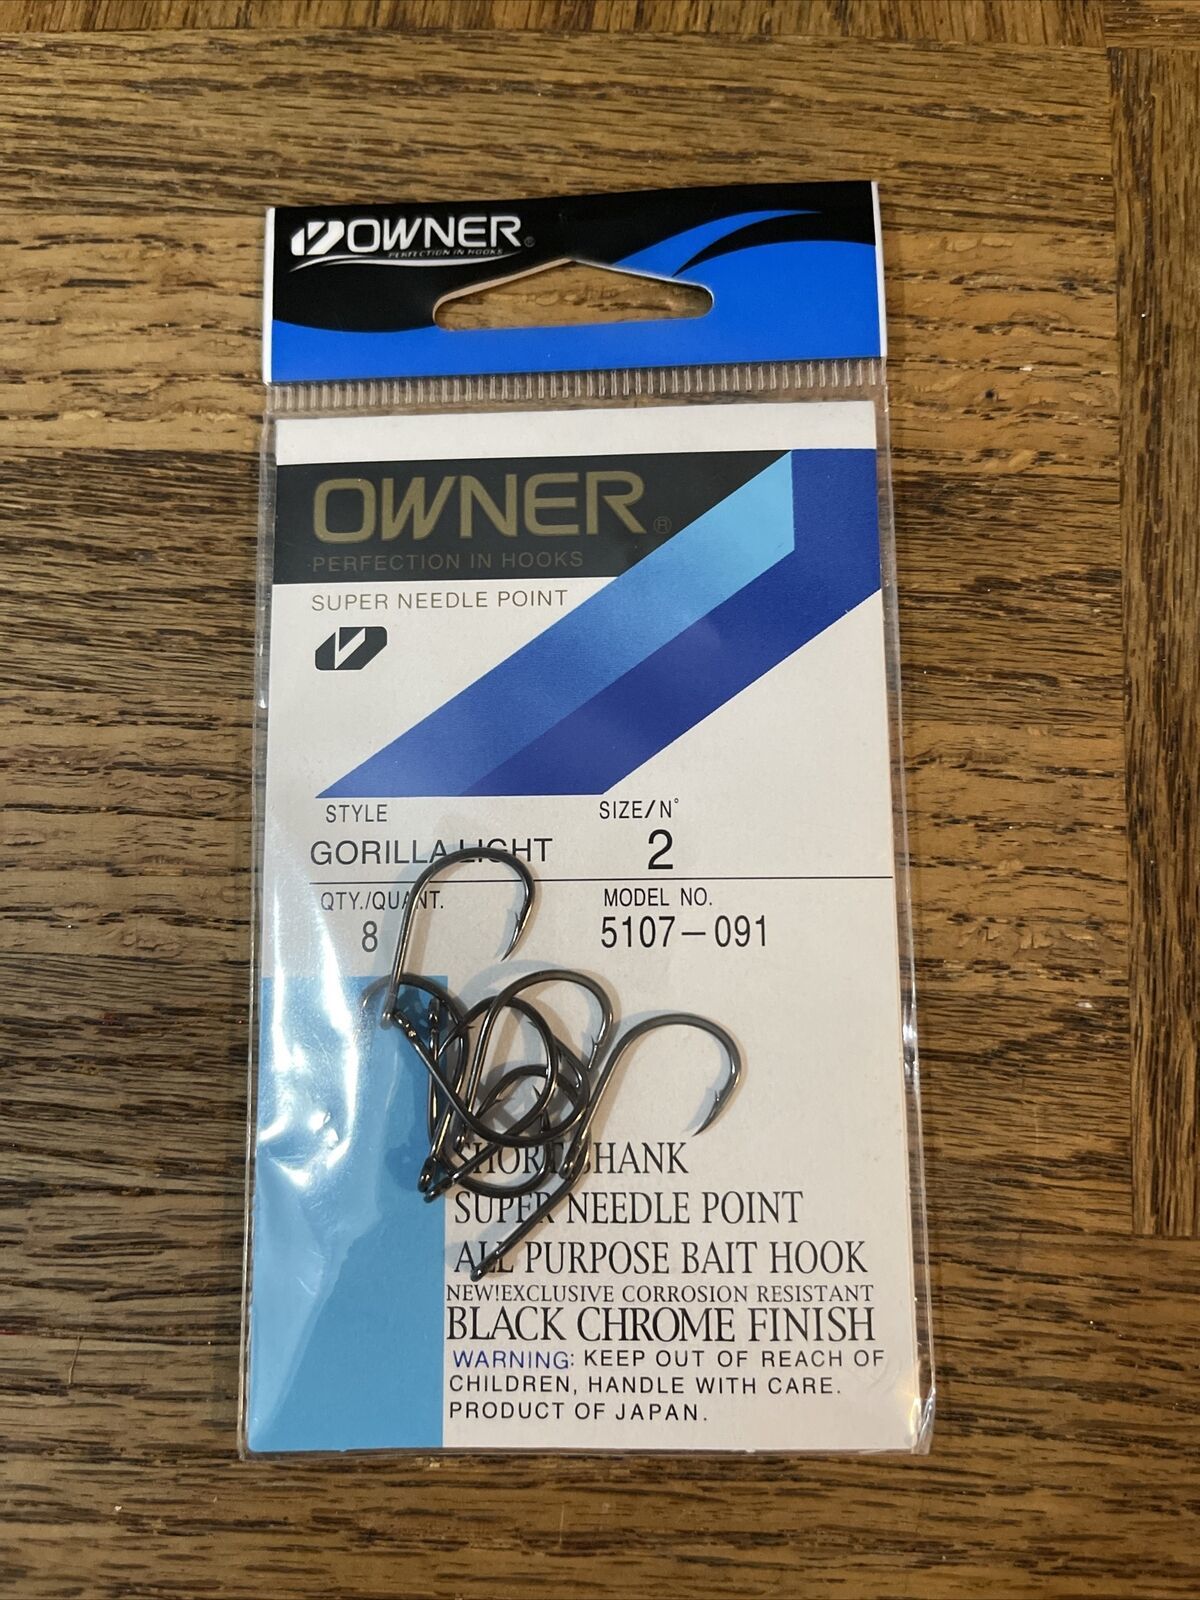 OWNER®
PERFECTION IN HOOKS
OWNER®
PERFECTION IN HOOKS
SUPER NEEDLE POINT
STYLE
SIZE/N°
GORILLA LIGHT
2
QTY./QUANT.
MODEL NO.
8
5107-091
SHORT SHANK
SUPER NEEDLE POINT
ALL PURPOSE BAIT HOOK
NEW!EXCLUSIVE CORROSION RESISTANT
BLACK CHROME FINISH
WARNING: KEEP OUT OF REACH OF
CHILDREN, HANDLE WITH CARE.
PRODUCT OF JAPAN.